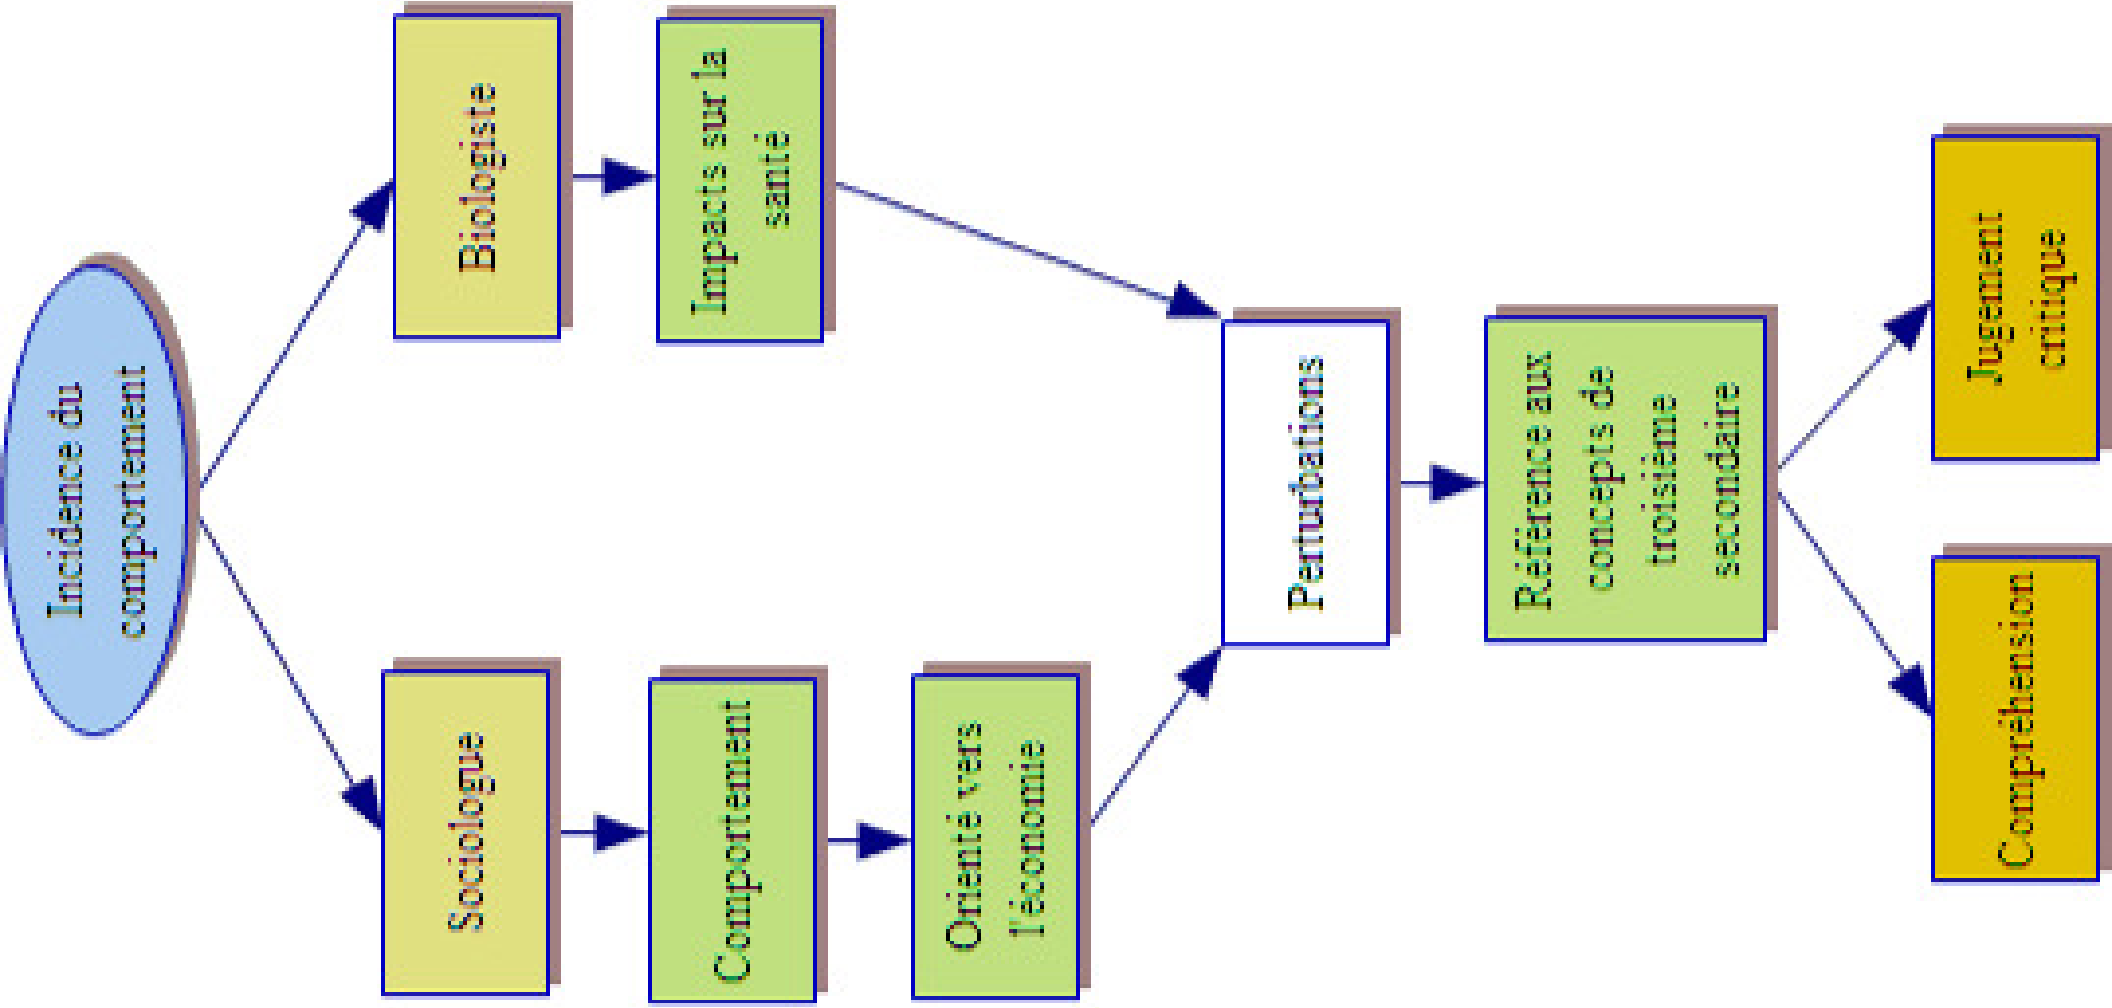 Incidence du
comportement
Sociologue
Biologiste
Comportement
Impacts sur la
santé
Orienté vers
l'économie
Perturbations
Référence aux
concepts de
troisième
secondaire
Compréhension
Jugement
critique